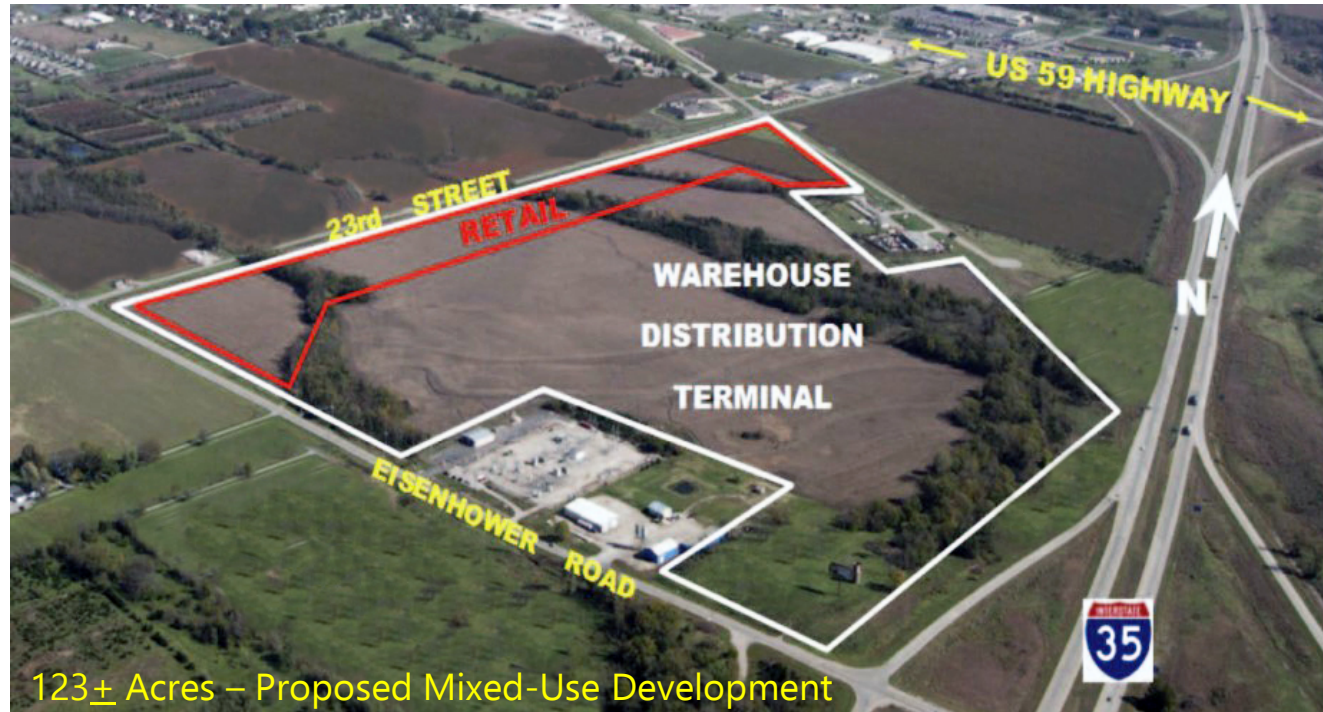 US 59 HIGHWAY
23rd STREET
RETAIL
WAREHOUSE
DISTRIBUTION
TERMINAL
N
EISENHOWER ROAD
INTERSTATE
35
123± Acres – Proposed Mixed-Use Development